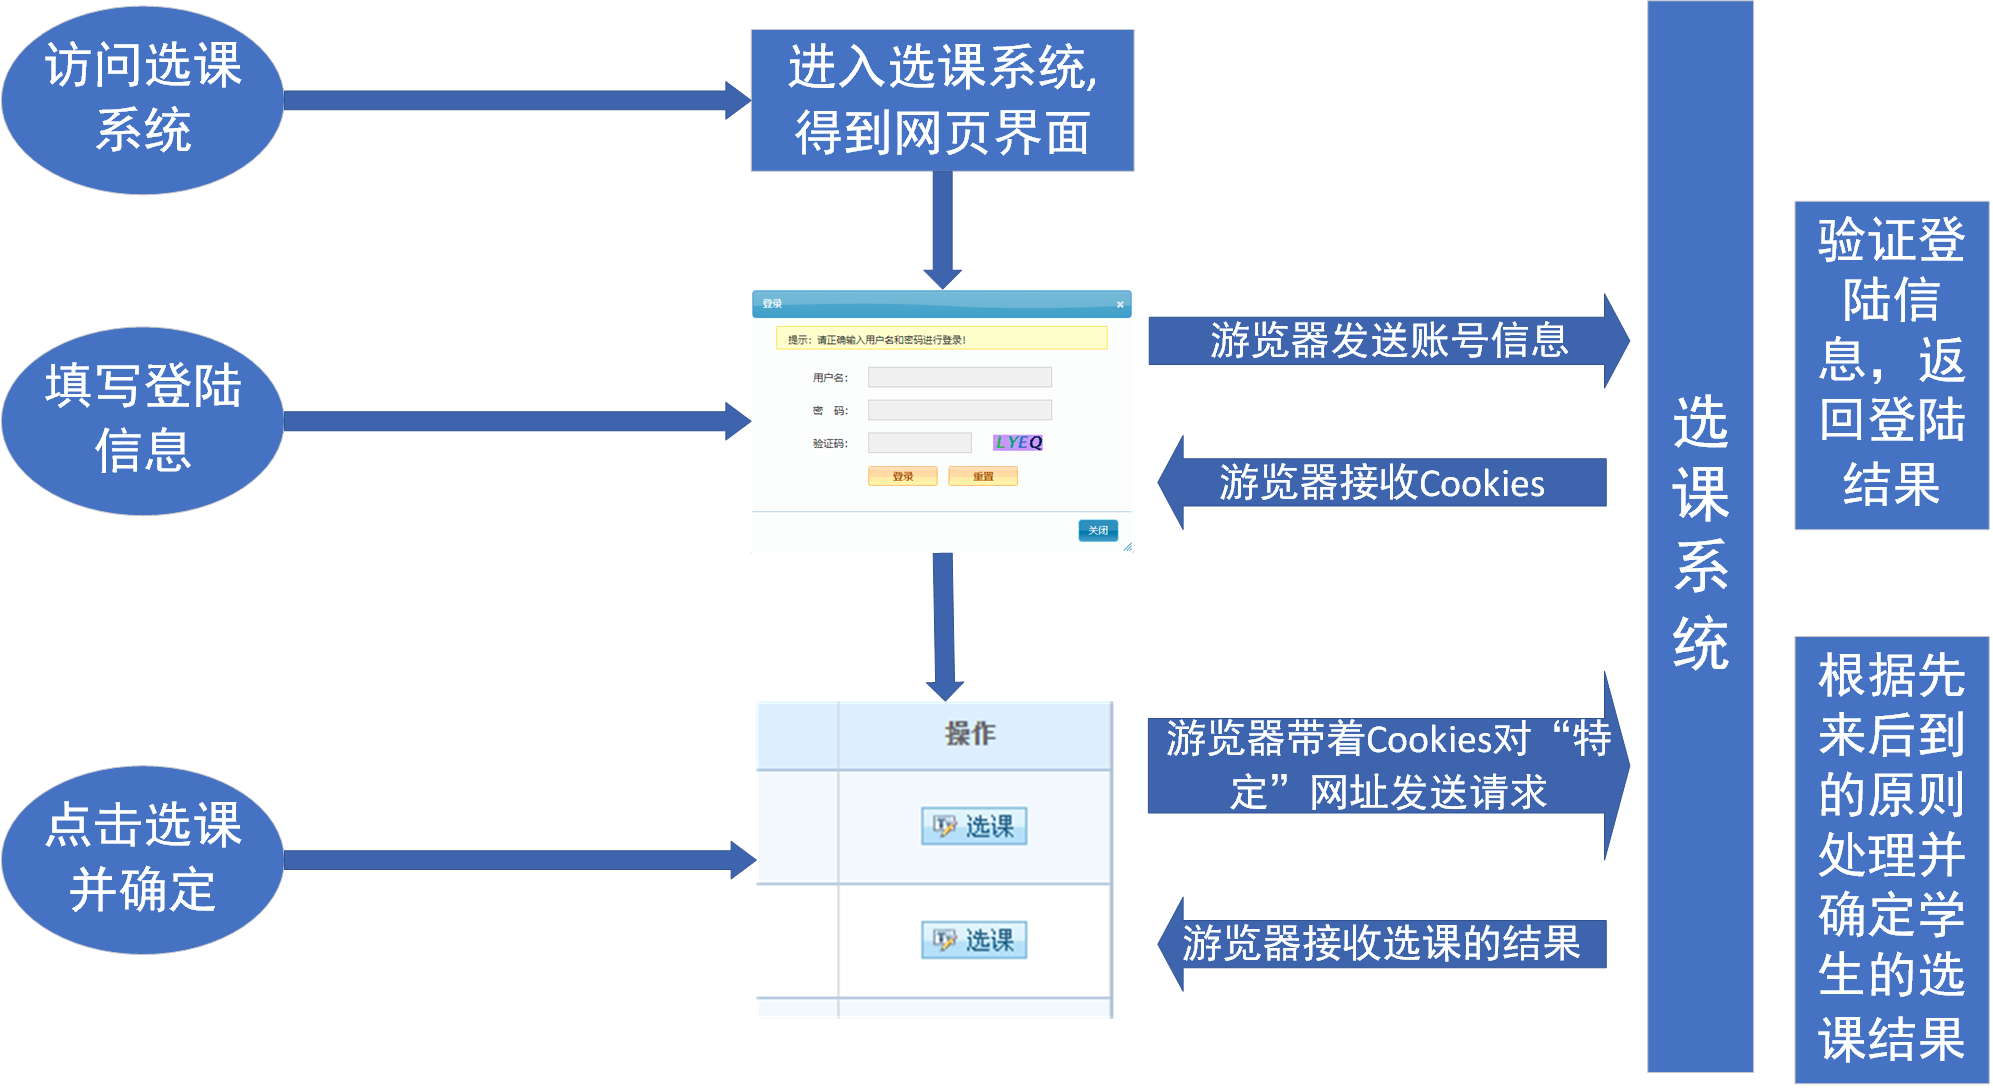 访问选课
系统
进入选课系统,
得到网页界面
填写登陆
信息
登录
提示：请正确输入用户名和密码进行登录！
用户名：
密 码：
验证码：
LYEQ
登录
重置
关闭
游览器发送账号信息
游览器接收Cookies
点击选课
并确定
操作
选课
选课
游览器带着Cookies对“特
定”网址发送请求
游览器接收选课的结果
选
课
系
统
验证登
陆信
息，返
回登陆
结果
根据先
来后到
的原则
处理并
确定学
生的选
课结果